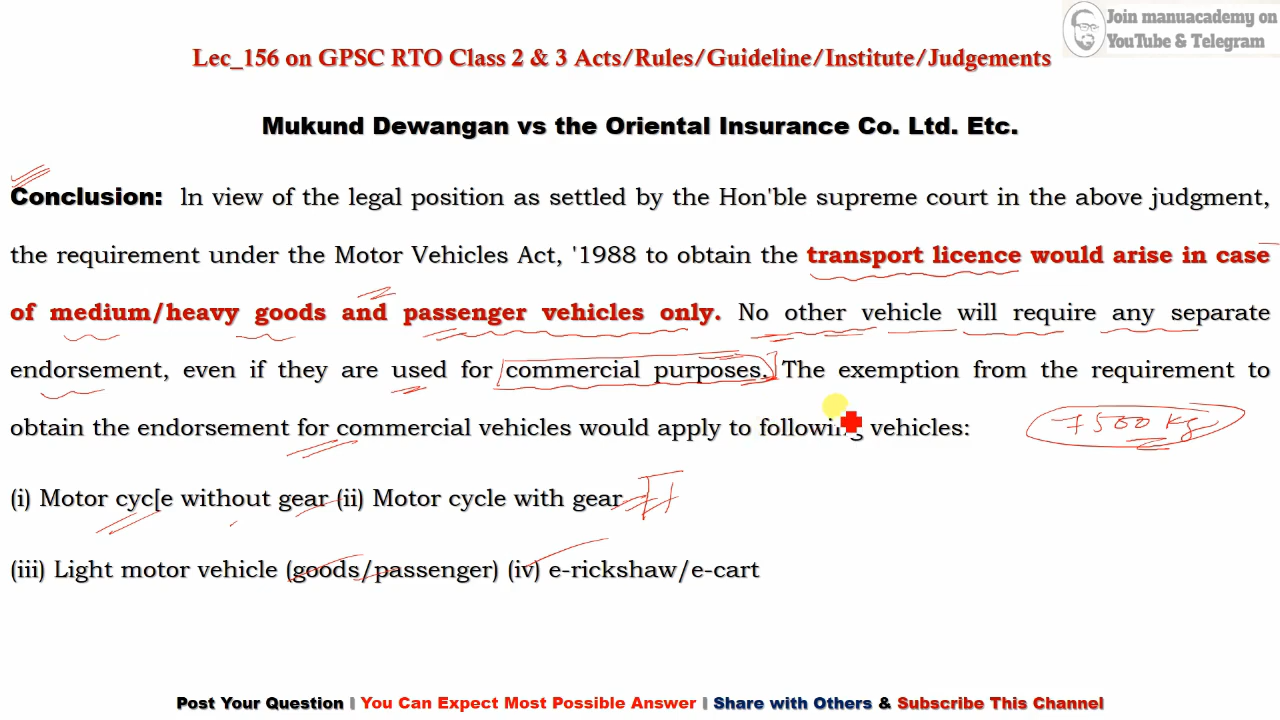 Join manuacademy on
YouTube & Telegram
Lec_156 on GPSC RTO Class 2 & 3 Acts/Rules/Guideline/Institute/Judgements
Mukund Dewangan vs the Oriental Insurance Co. Ltd. Etc.
Conclusion: ln view of the legal position as settled by the Hon'ble supreme court in the above judgment,
the requirement under the Motor Vehicles Act, '1988 to obtain the transport licence would arise in case
of medium/heavy goods and passenger vehicles only. No other vehicle will require any separate
endorsement, even if they are used for commercial purposes. The exemption from the requirement to
obtain the endorsement for commercial vehicles would apply to following vehicles:
7500 kg
(i) Motor cyc[e without gear (ii) Motor cycle with gear
(iii) Light motor vehicle (goods/passenger) (iv) e-rickshaw/e-cart
Post Your Question | You Can Expect Most Possible Answer | Share with Others & Subscribe This Channel